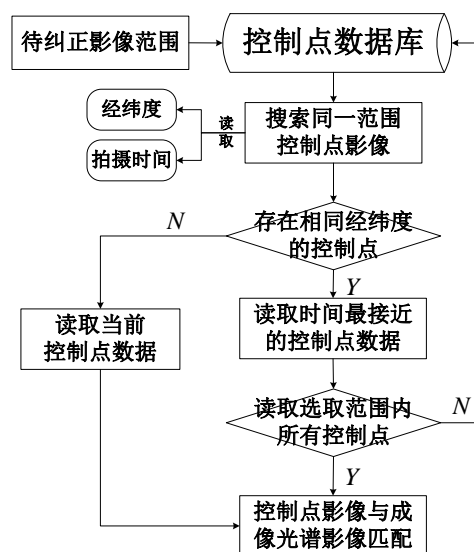 待纠正影像范围
控制点数据库
经纬度
拍摄时间
读
取
搜索同一范围
控制点影像
存在相同经纬度
的控制点
N
Y
读取当前
控制点数据
读取时间最接近
的控制点数据
读取选取范围内
所有控制点
N
Y
控制点影像与成
像光谱影像匹配